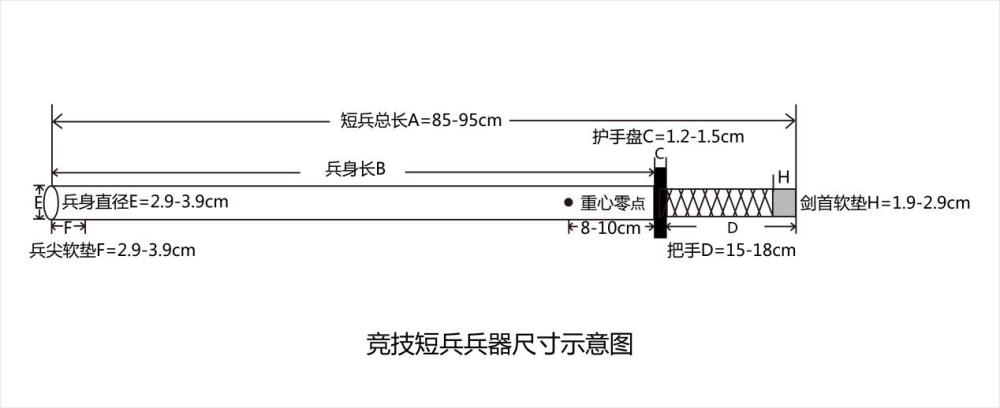 短兵总长A=85-95cm
护手盘C=1.2-1.5cm
兵身长B
C
H
E
兵身直径E=2.9-3.9cm
重心零点
剑首软垫H=1.9-2.9cm
F
8-10cm
D
兵尖软垫F=2.9-3.9cm
把手D=15-18cm
竞技短兵兵器尺寸示意图